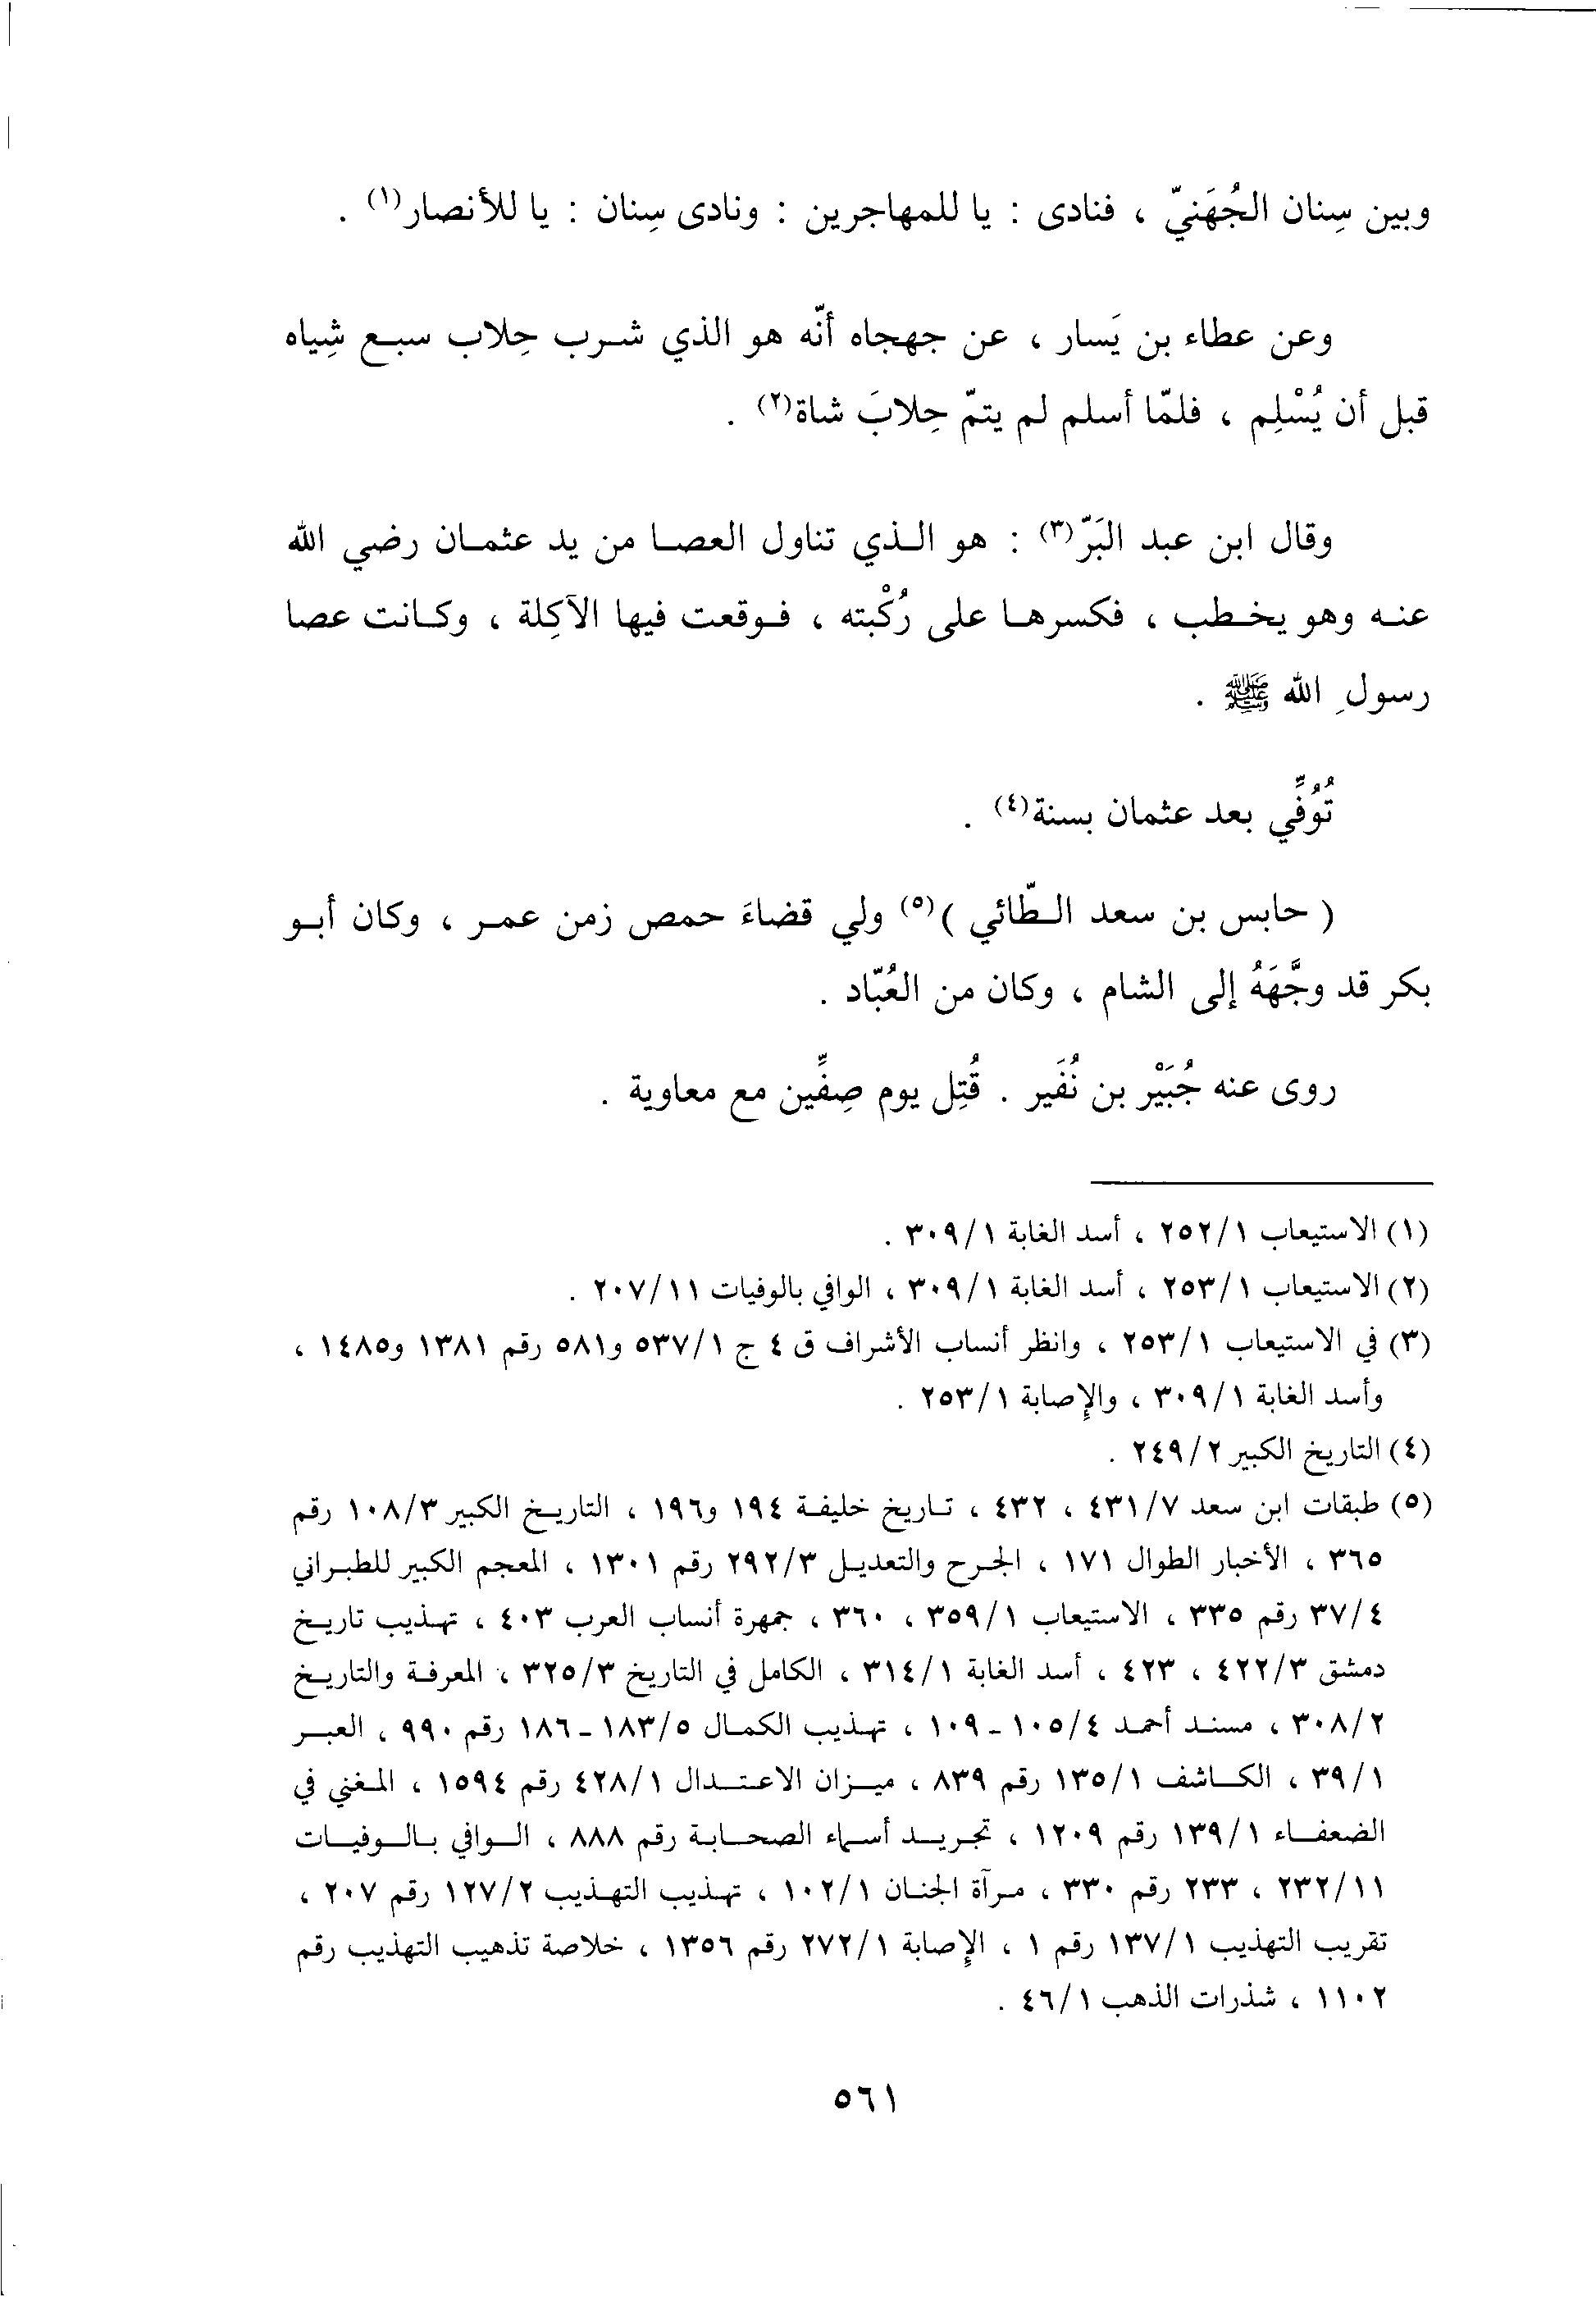 وبين سِنان الجُهَنيّ ، فنادى : يا للمهاجرين : ونادى سِنان : يا للأنصار(١) .
وعن عطاء بن يَسار ، عن جهجاه أنّه هو الذي شرب حِلاب سبع شِياه
قبل أن يُسْلِم ، فلمّا أسلم لم يتمّ حِلابَ شاة(٢) .
وقال ابن عبد البَرّ(٣) : هو الذي تناول العصا من يد عثمان رضي الله
عنه وهو يخطب ، فكسرها على رُكْبته ، فوقعت فيها الآكِلة ، وكانت عصا
رسولِ الله ﷺ .
تُوُفِّي بعد عثمان بسنة(٤) .
( حابس بن سعد الطّائي )(٥) ولي قضاءَ حمص زمن عمر ، وكان أبو
بكر قد وجَّهَهُ إلى الشام ، وكان من العُبّاد .
روى عنه جُبَيْر بن نُفَير . قُتِل يوم صِفِّين مع معاوية .
(١) الاستيعاب ٢٥٢/١ ، أسد الغابة ٣٠٩/١ .
(٢) الاستيعاب ٢٥٣/١ ، أسد الغابة ٣٠٩/١ ، الوافي بالوفيات ٢٠٧/١١ .
(٣) في الاستيعاب ٢٥٣/١ ، وانظر أنساب الأشراف ق ٤ ج ٥٣٧/١ و٥٨١ رقم ١٣٨١ و١٤٨٥ ،
وأسد الغابة ٣٠٩/١ ، والإصابة ٢٥٣/١ .
(٤) التاريخ الكبير ٢٤٩/٢ .
(٥) طبقات ابن سعد ٤٣١/٧ ، ٤٣٢ ، تاريخ خليفة ١٩٤ و١٩٦ ، التاريخ الكبير ١٠٨/٣ رقم
٣٦٥ ، الأخبار الطوال ١٧١ ، الجرح والتعديل ٢٩٢/٣ رقم ١٣٠١ ، المعجم الكبير للطبراني
٣٧/٤ رقم ٣٣٥ ، الاستيعاب ٣٥٩/١ ، ٣٦٠ ، جمهرة أنساب العرب ٤٠٣ ، تهذيب تاريخ
دمشق ٤٢٢/٣ ، ٤٢٣ ، أسد الغابة ٣١٤/١ ، الكامل في التاريخ ٣٢٥/٣ ، المعرفة والتاريخ
٣٠٨/٢ ، مسند أحمد ١٠٥/٤ - ١٠٩ ، تهذيب الكمال ١٨٣/٥ - ١٨٦ رقم ٩٩٠ ، العبر
٣٩/١ ، الكاشف ١٣٥/١ رقم ٨٣٩ ، ميزان الاعتدال ٤٢٨/١ رقم ١٥٩٤ ، المغني في
الضعفاء ١٣٩/١ رقم ١٢٠٩ ، تجريد أسماء الصحابة رقم ٨٨٨ ، الوافي بالوفيات
٢٣٢/١١ ، ٢٣٣ رقم ٣٣٠ ، مرآة الجنان ١٠٢/١ ، تهذيب التهذيب ١٢٧/٢ رقم ٢٠٧ ،
تقريب التهذيب ١٣٧/١ رقم ١ ، الإصابة ٢٧٢/١ رقم ١٣٥٦ ، خلاصة تذهيب التهذيب رقم
١١٠٢ ، شذرات الذهب ٤٦/١ .
٥٦١